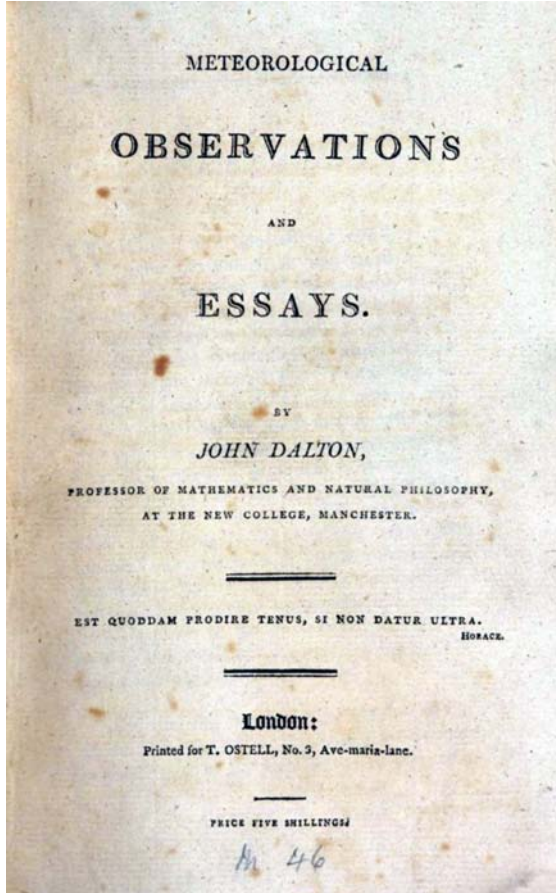 METEOROLOGICAL
OBSERVATIONS
AND
ESSAYS.
BY
JOHN DALTON,
PROFESSOR OF MATHEMATICS AND NATURAL PHILOSOPHY,
AT THE NEW COLLEGE, MANCHESTER.
EST QUODDAM PRODIRE TENUS, SI NON DATUR ULTRA.
HORACE.
London:
Printed for T. OSTELL, No. 3, Ave-maria-lane.
PRICE FIVE SHILLINGS.
46